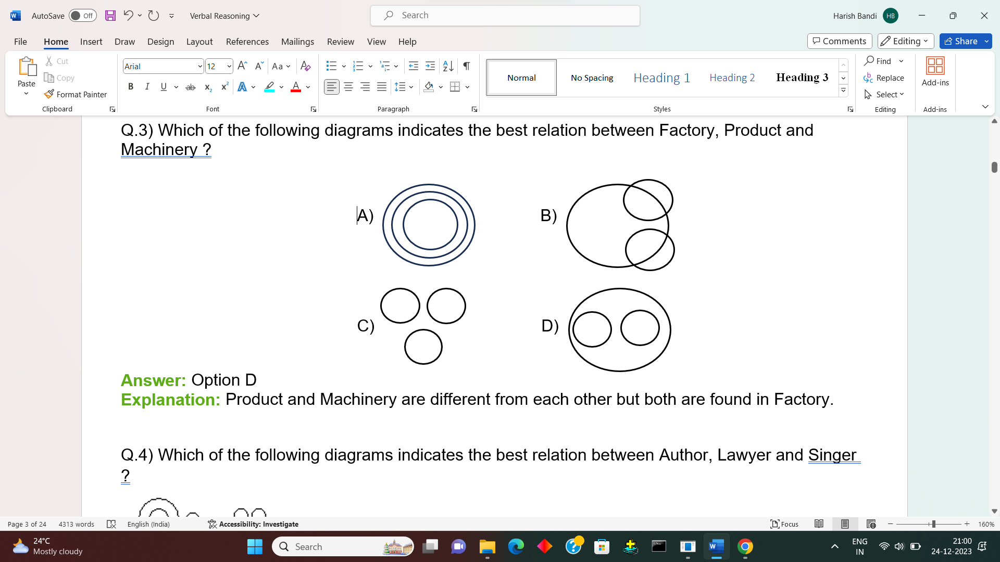 AutoSave Off Verbal Reasoning Search Harish Bandi HB
File Home Insert Draw Design Layout References Mailings Review View Help Comments Editing Share
Paste Cut Copy Format Painter
Clipboard
Arial 12 Aa
B I U ab x2 x2 A A
Font
Paragraph
Normal No Spacing Heading 1 Heading 2 Heading 3
Styles
Find
Replace
Select
Editing
Add-ins
Add-ins
Q.3) Which of the following diagrams indicates the best relation between Factory, Product and
Machinery ?
A) B)
C) D)
Answer: Option D
Explanation: Product and Machinery are different from each other but both are found in Factory.
Q.4) Which of the following diagrams indicates the best relation between Author, Lawyer and Singer
?
Page 3 of 24 4313 words English (India) Accessibility: Investigate Focus 160%
24°C
Mostly cloudy
Search
ENG
IN
21:00
24-12-2023